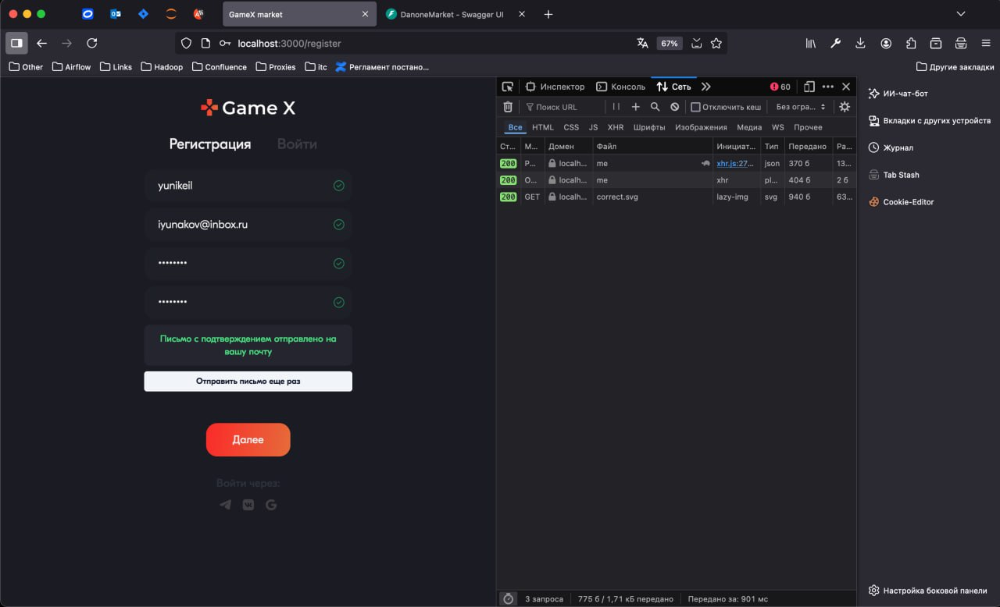 GameX market
DanoneMarket - Swagger UI
localhost:3000/register
67%
Other
Airflow
Links
Hadoop
Confluence
Proxies
itc
Регламент постано...
Другие закладки
Game X
Регистрация Войти
yunikeil
iyunakov@inbox.ru
••••••••
••••••••
Письмо с подтверждением отправлено на
вашу почту
Отправить письмо еще раз
Далее
Войти через:
Инспектор Консоль Сеть 60
Поиск URL Отключить кеш Без огра...
Все HTML CSS JS XHR Шрифты Изображения Медиа WS Прочее
Ст... М... Домен Файл Инициат... Тип Передано Ра...
200 P... localh... me xhr.js:27... json 370 б 13...
200 O... localh... me xhr pl... 404 б 2 б
200 GET localh... correct.svg lazy-img svg 940 б 63...
3 запроса 775 б / 1,71 кБ передано Передано за: 901 мс
ИИ-чат-бот
Вкладки с других устройств
Журнал
Tab Stash
Cookie-Editor
Настройка боковой панели